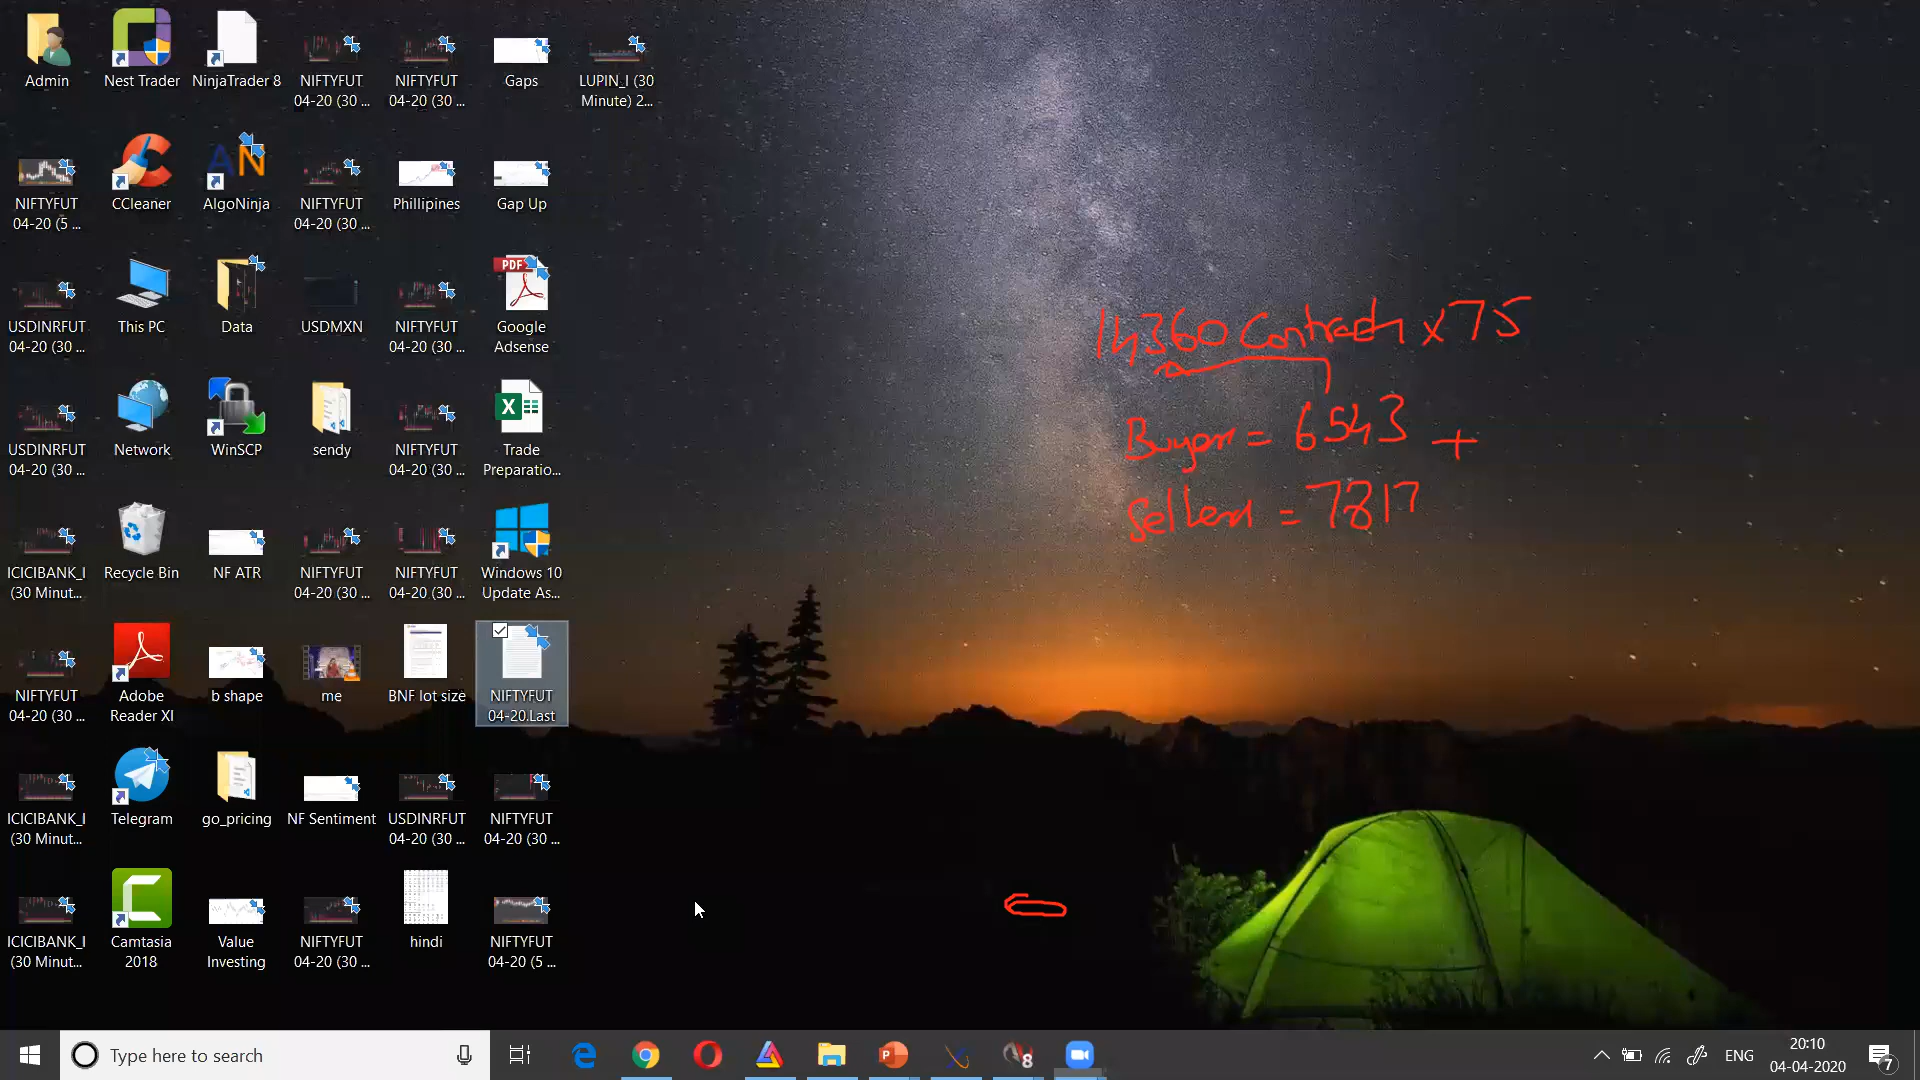 Admin
Nest Trader
NinjaTrader 8
NIFTYFUT
04-20 (30 ...
NIFTYFUT
04-20 (30 ...
Gaps
LUPIN_I (30
Minute) 2...
NIFTYFUT
04-20 (5 ...
CCleaner
AN
AlgoNinja
NIFTYFUT
04-20 (30 ...
Phillipines
Gap Up
USDINRFUT
04-20 (30 ...
This PC
Data
USDMXN
NIFTYFUT
04-20 (30 ...
PDF
Google
Adsense
USDINRFUT
04-20 (30 ...
Network
WinSCP
sendy
NIFTYFUT
04-20 (30 ...
X
Trade
Preparatio...
ICICIBANK_I
(30 Minut...
Recycle Bin
NF ATR
NIFTYFUT
04-20 (30 ...
NIFTYFUT
04-20 (30 ...
Windows 10
Update As...
NIFTYFUT
04-20 (30 ...
Adobe
Reader XI
b shape
me
BNF lot size
NIFTYFUT
04-20.Last
ICICIBANK_I
(30 Minut...
Telegram
go_pricing
NF Sentiment
USDINRFUT
04-20 (30 ...
NIFTYFUT
04-20 (30 ...
ICICIBANK_I
(30 Minut...
Camtasia
2018
Value
Investing
NIFTYFUT
04-20 (30 ...
hindi
NIFTYFUT
04-20 (5 ...
14360 Contracts x 75
Buyers = 6543 +
Sellers = 7817
Type here to search
P
8
ENG
20:10
04-04-2020
7